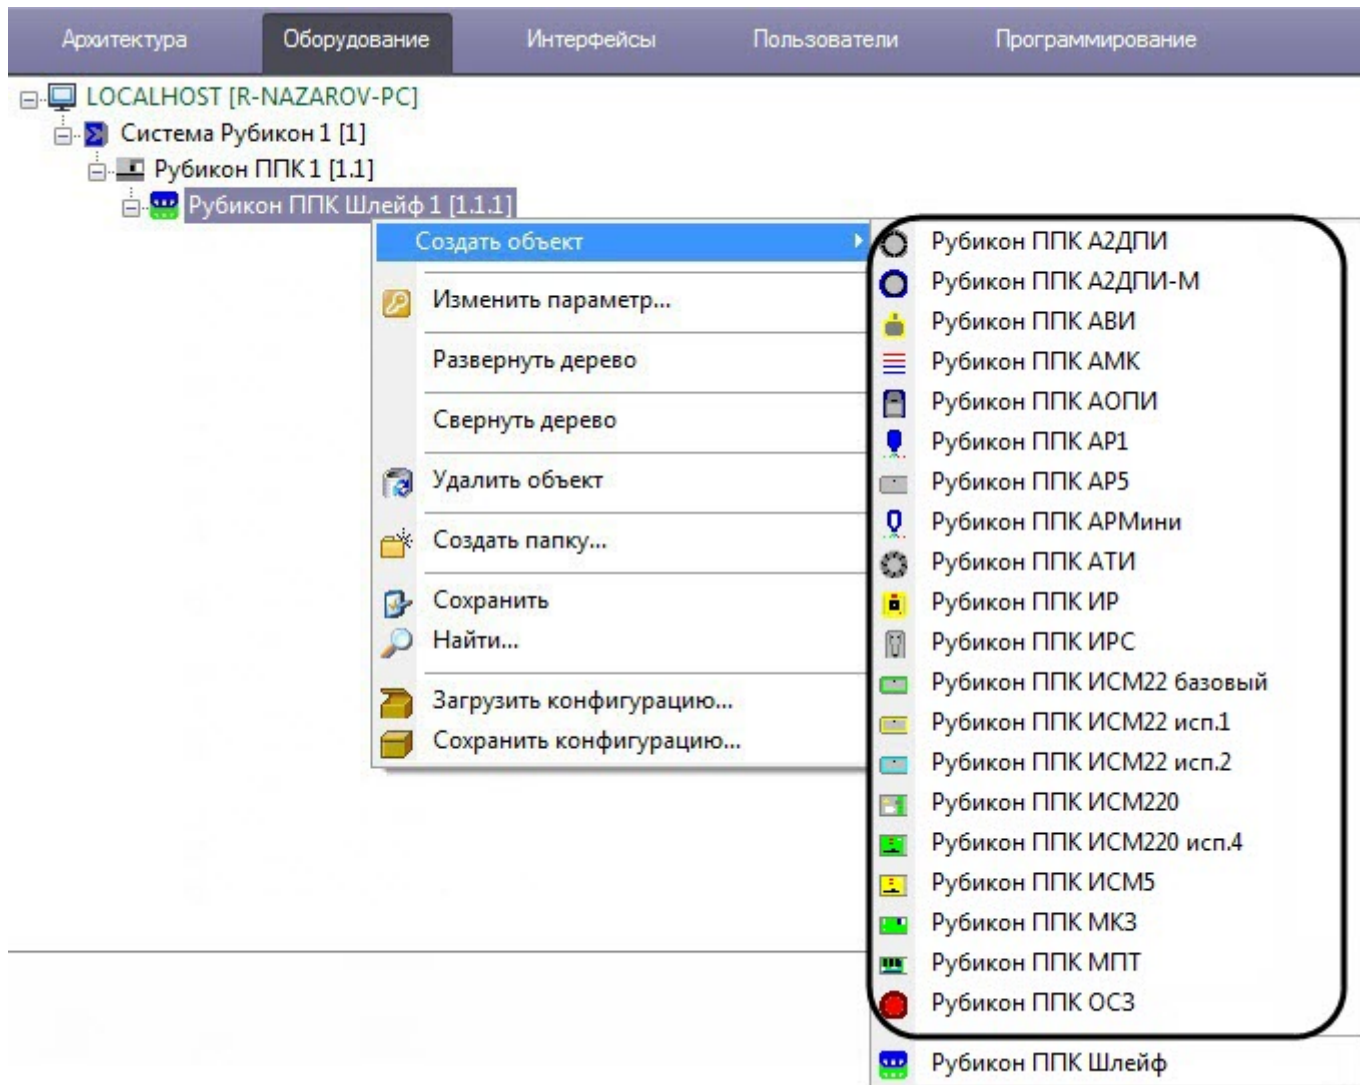 Архитектура Оборудование Интерфейсы Пользователи Программирование
LOCALHOST [R-NAZAROV-PC]
Система Рубикон 1 [1]
Рубикон ППК 1 [1.1]
Рубикон ППК Шлейф 1 [1.1.1]
Создать объект
Изменить параметр...
Развернуть дерево
Свернуть дерево
Удалить объект
Создать папку...
Сохранить
Найти...
Загрузить конфигурацию...
Сохранить конфигурацию...
Рубикон ППК А2ДПИ
Рубикон ППК А2ДПИ-М
Рубикон ППК АВИ
Рубикон ППК АМК
Рубикон ППК АОПИ
Рубикон ППК АР1
Рубикон ППК АР5
Рубикон ППК АРМини
Рубикон ППК АТИ
Рубикон ППК ИР
Рубикон ППК ИРС
Рубикон ППК ИСМ22 базовый
Рубикон ППК ИСМ22 исп.1
Рубикон ППК ИСМ22 исп.2
Рубикон ППК ИСМ220
Рубикон ППК ИСМ220 исп.4
Рубикон ППК ИСМ5
Рубикон ППК МКЗ
Рубикон ППК МПТ
Рубикон ППК ОСЗ
Рубикон ППК Шлейф